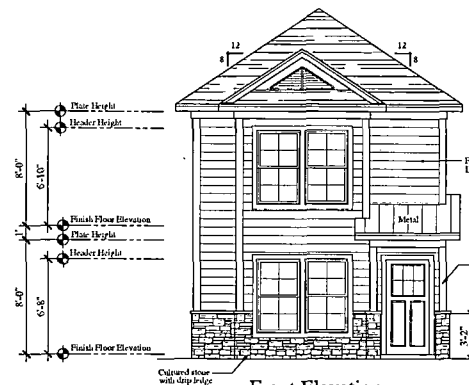 12
12
8
8
Plate Height
Header Height
8'-0"
6'-10"
Finish Floor Elevation
1'
Plate Height
Header Height
Metal
8'-0"
6'-8"
3'-2"
Finish Floor Elevation
Cultured stone
with drip ledge
Front Elevation